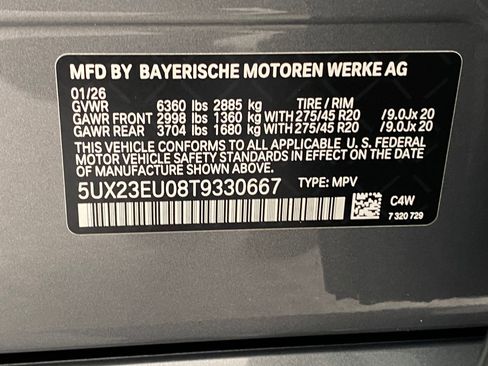 MFD BY BAYERISCHE MOTOREN WERKE AG
01/26
GVWR 6360 lbs 2885 kg TIRE / RIM
GAWR FRONT 2998 lbs 1360 kg WITH 275/45 R20 /9.0Jx 20
GAWR REAR 3704 lbs 1680 kg WITH 275/45 R20 /9.0Jx 20
THIS VEHICLE CONFORMS TO ALL APPLICABLE U. S. FEDERAL
MOTOR VEHICLE SAFETY STANDARDS IN EFFECT
ON THE DATE OF MANUFACTURE SHOWN ABOVE.
5UX23EU08T9330667 TYPE: MPV
C4W
7 320 729